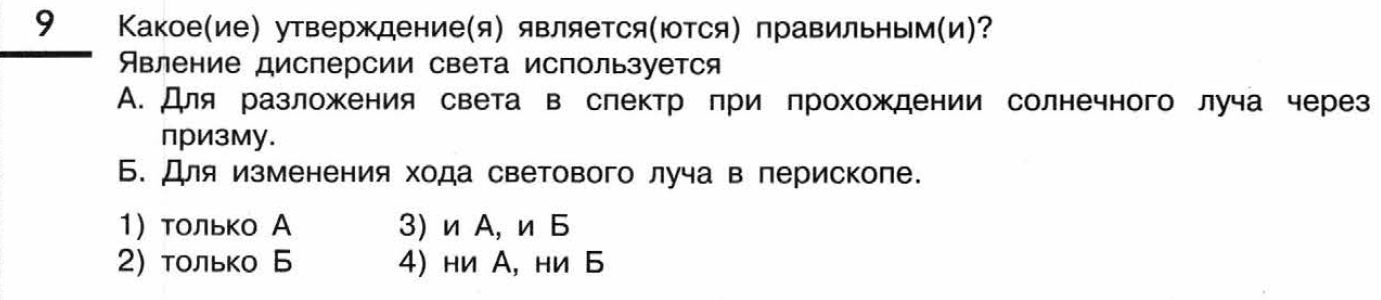 9 Какое(ие) утверждение(я) является(ются) правильным(и)?
Явление дисперсии света используется
А. Для разложения света в спектр при прохождении солнечного луча через
призму.
Б. Для изменения хода светового луча в перископе.
1) только А 3) и А, и Б
2) только Б 4) ни А, ни Б